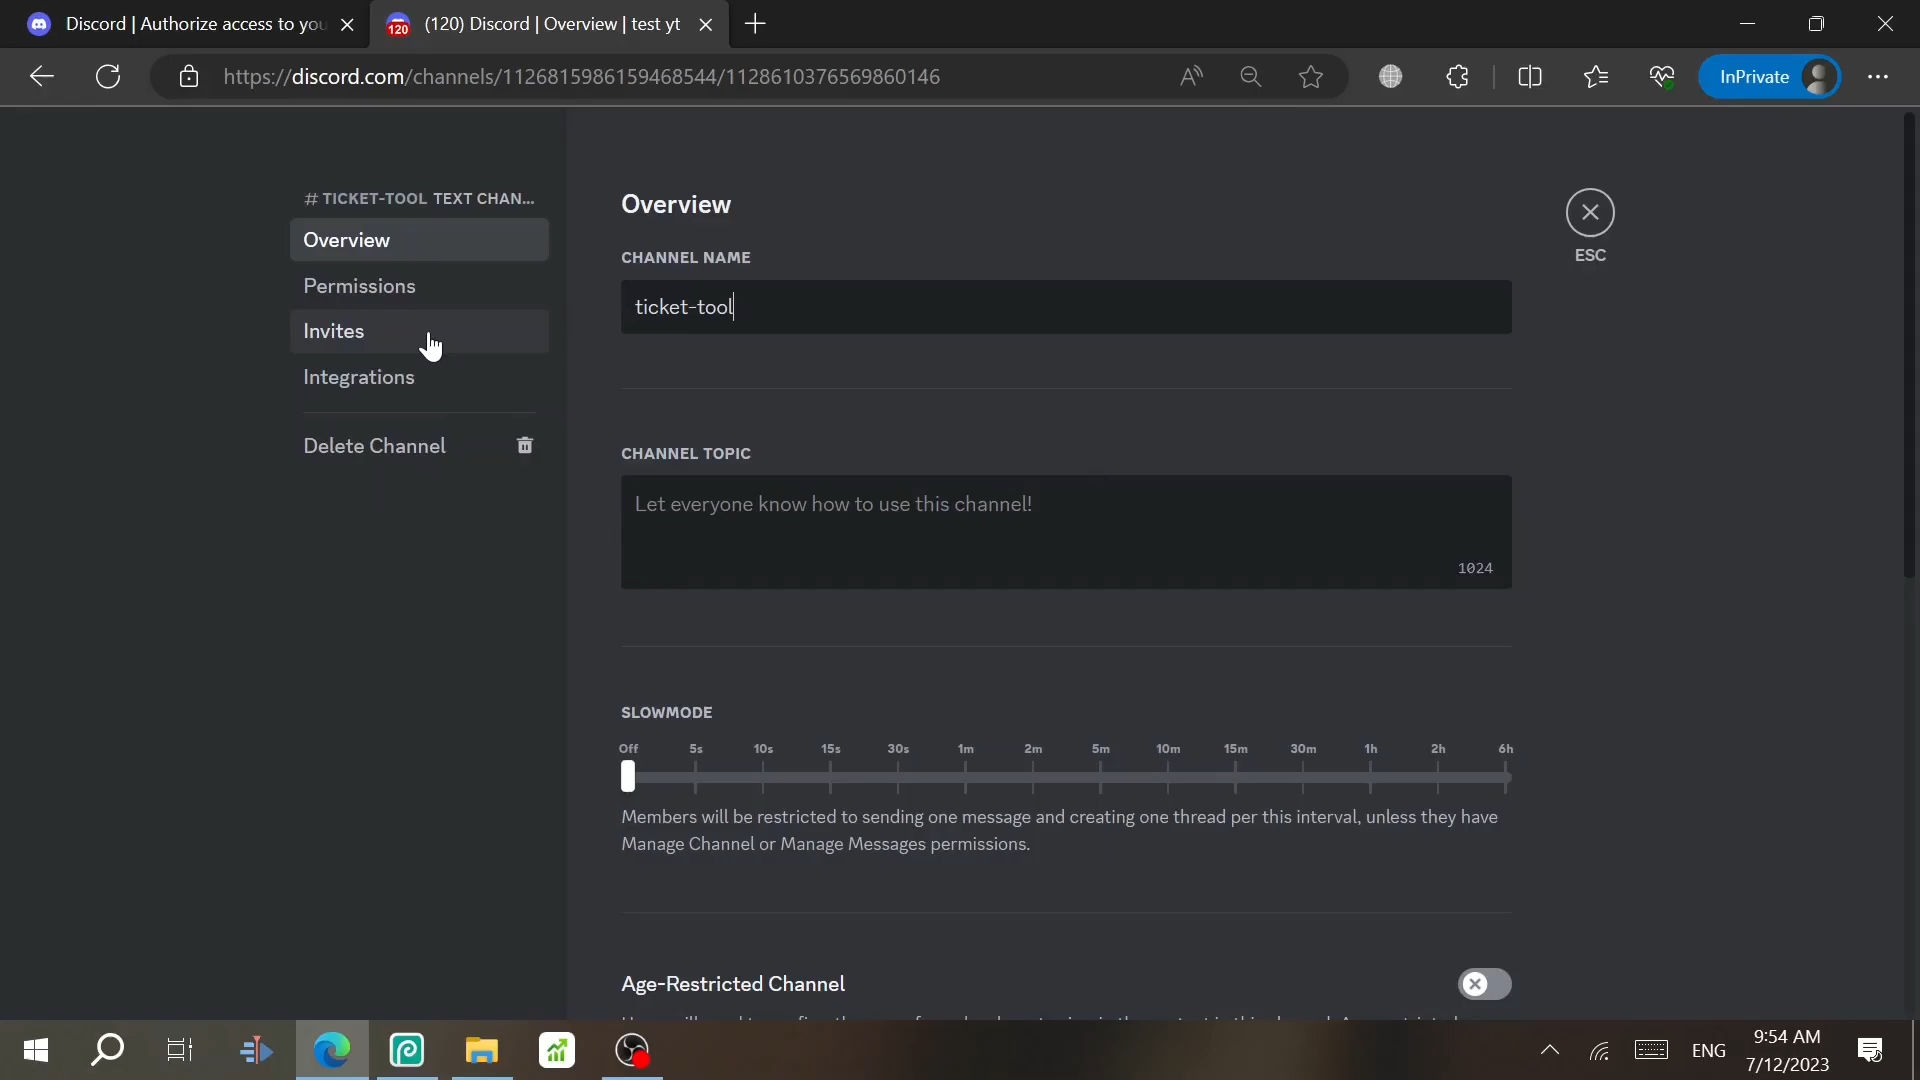 Discord | Authorize access to you
(120) Discord | Overview | test yt
120
https://discord.com/channels/1126815986159468544/1128610376569860146
InPrivate
# TICKET-TOOL TEXT CHAN...
Overview
Permissions
Invites
Integrations
Delete Channel
Overview
ESC
CHANNEL NAME
ticket-tool
CHANNEL TOPIC
Let everyone know how to use this channel!
1024
SLOWMODE
Off 5s 10s 15s 30s 1m 2m 5m 10m 15m 30m 1h 2h 6h
Members will be restricted to sending one message and creating one thread per this interval, unless they have
Manage Channel or Manage Messages permissions.
Age-Restricted Channel
ENG
9:54 AM
7/12/2023